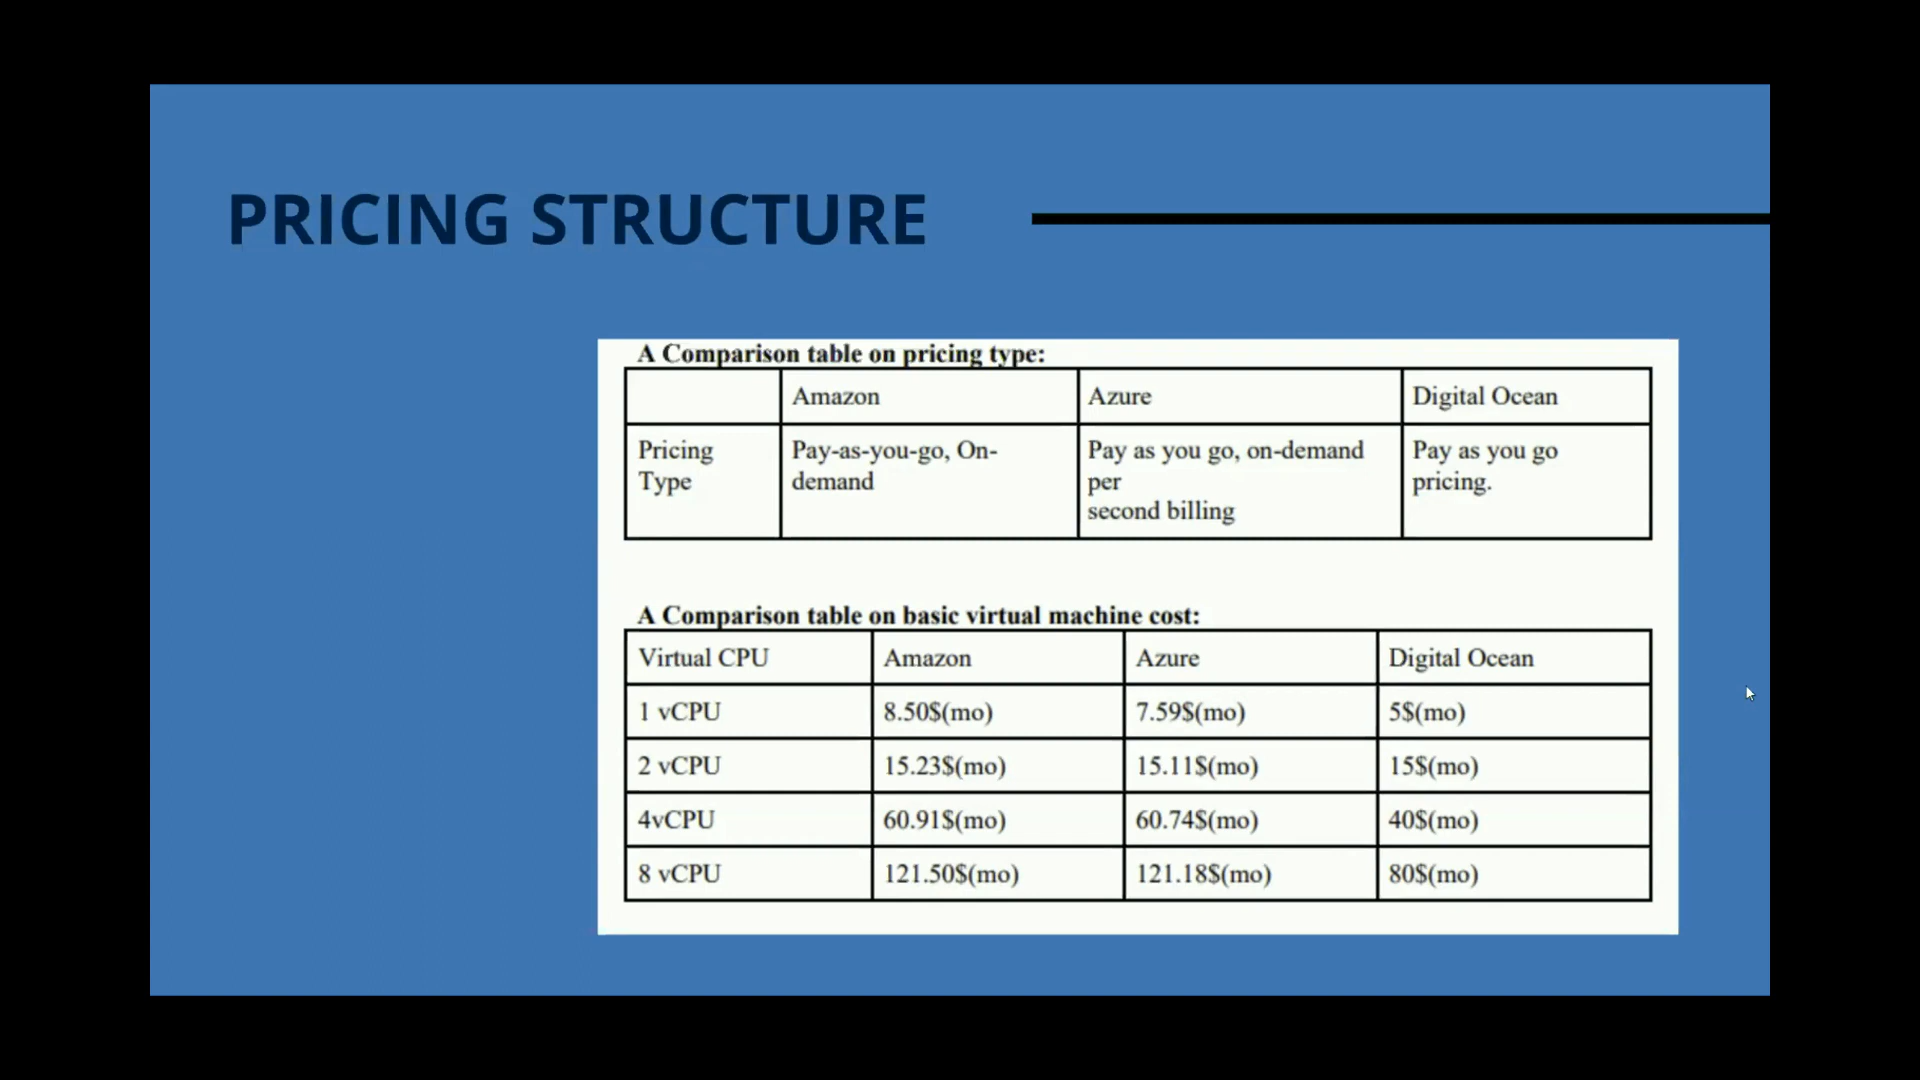 PRICING STRUCTURE
A Comparison table on pricing type:
Amazon Azure Digital Ocean
Pricing Type Pay-as-you-go, On-demand Pay as you go, on-demand per second billing Pay as you go pricing.
A Comparison table on basic virtual machine cost:
Virtual CPU Amazon Azure Digital Ocean
1 vCPU 8.50$(mo) 7.59$(mo) 5$(mo)
2 vCPU 15.23$(mo) 15.11$(mo) 15$(mo)
4vCPU 60.91$(mo) 60.74$(mo) 40$(mo)
8 vCPU 121.50$(mo) 121.18$(mo) 80$(mo)